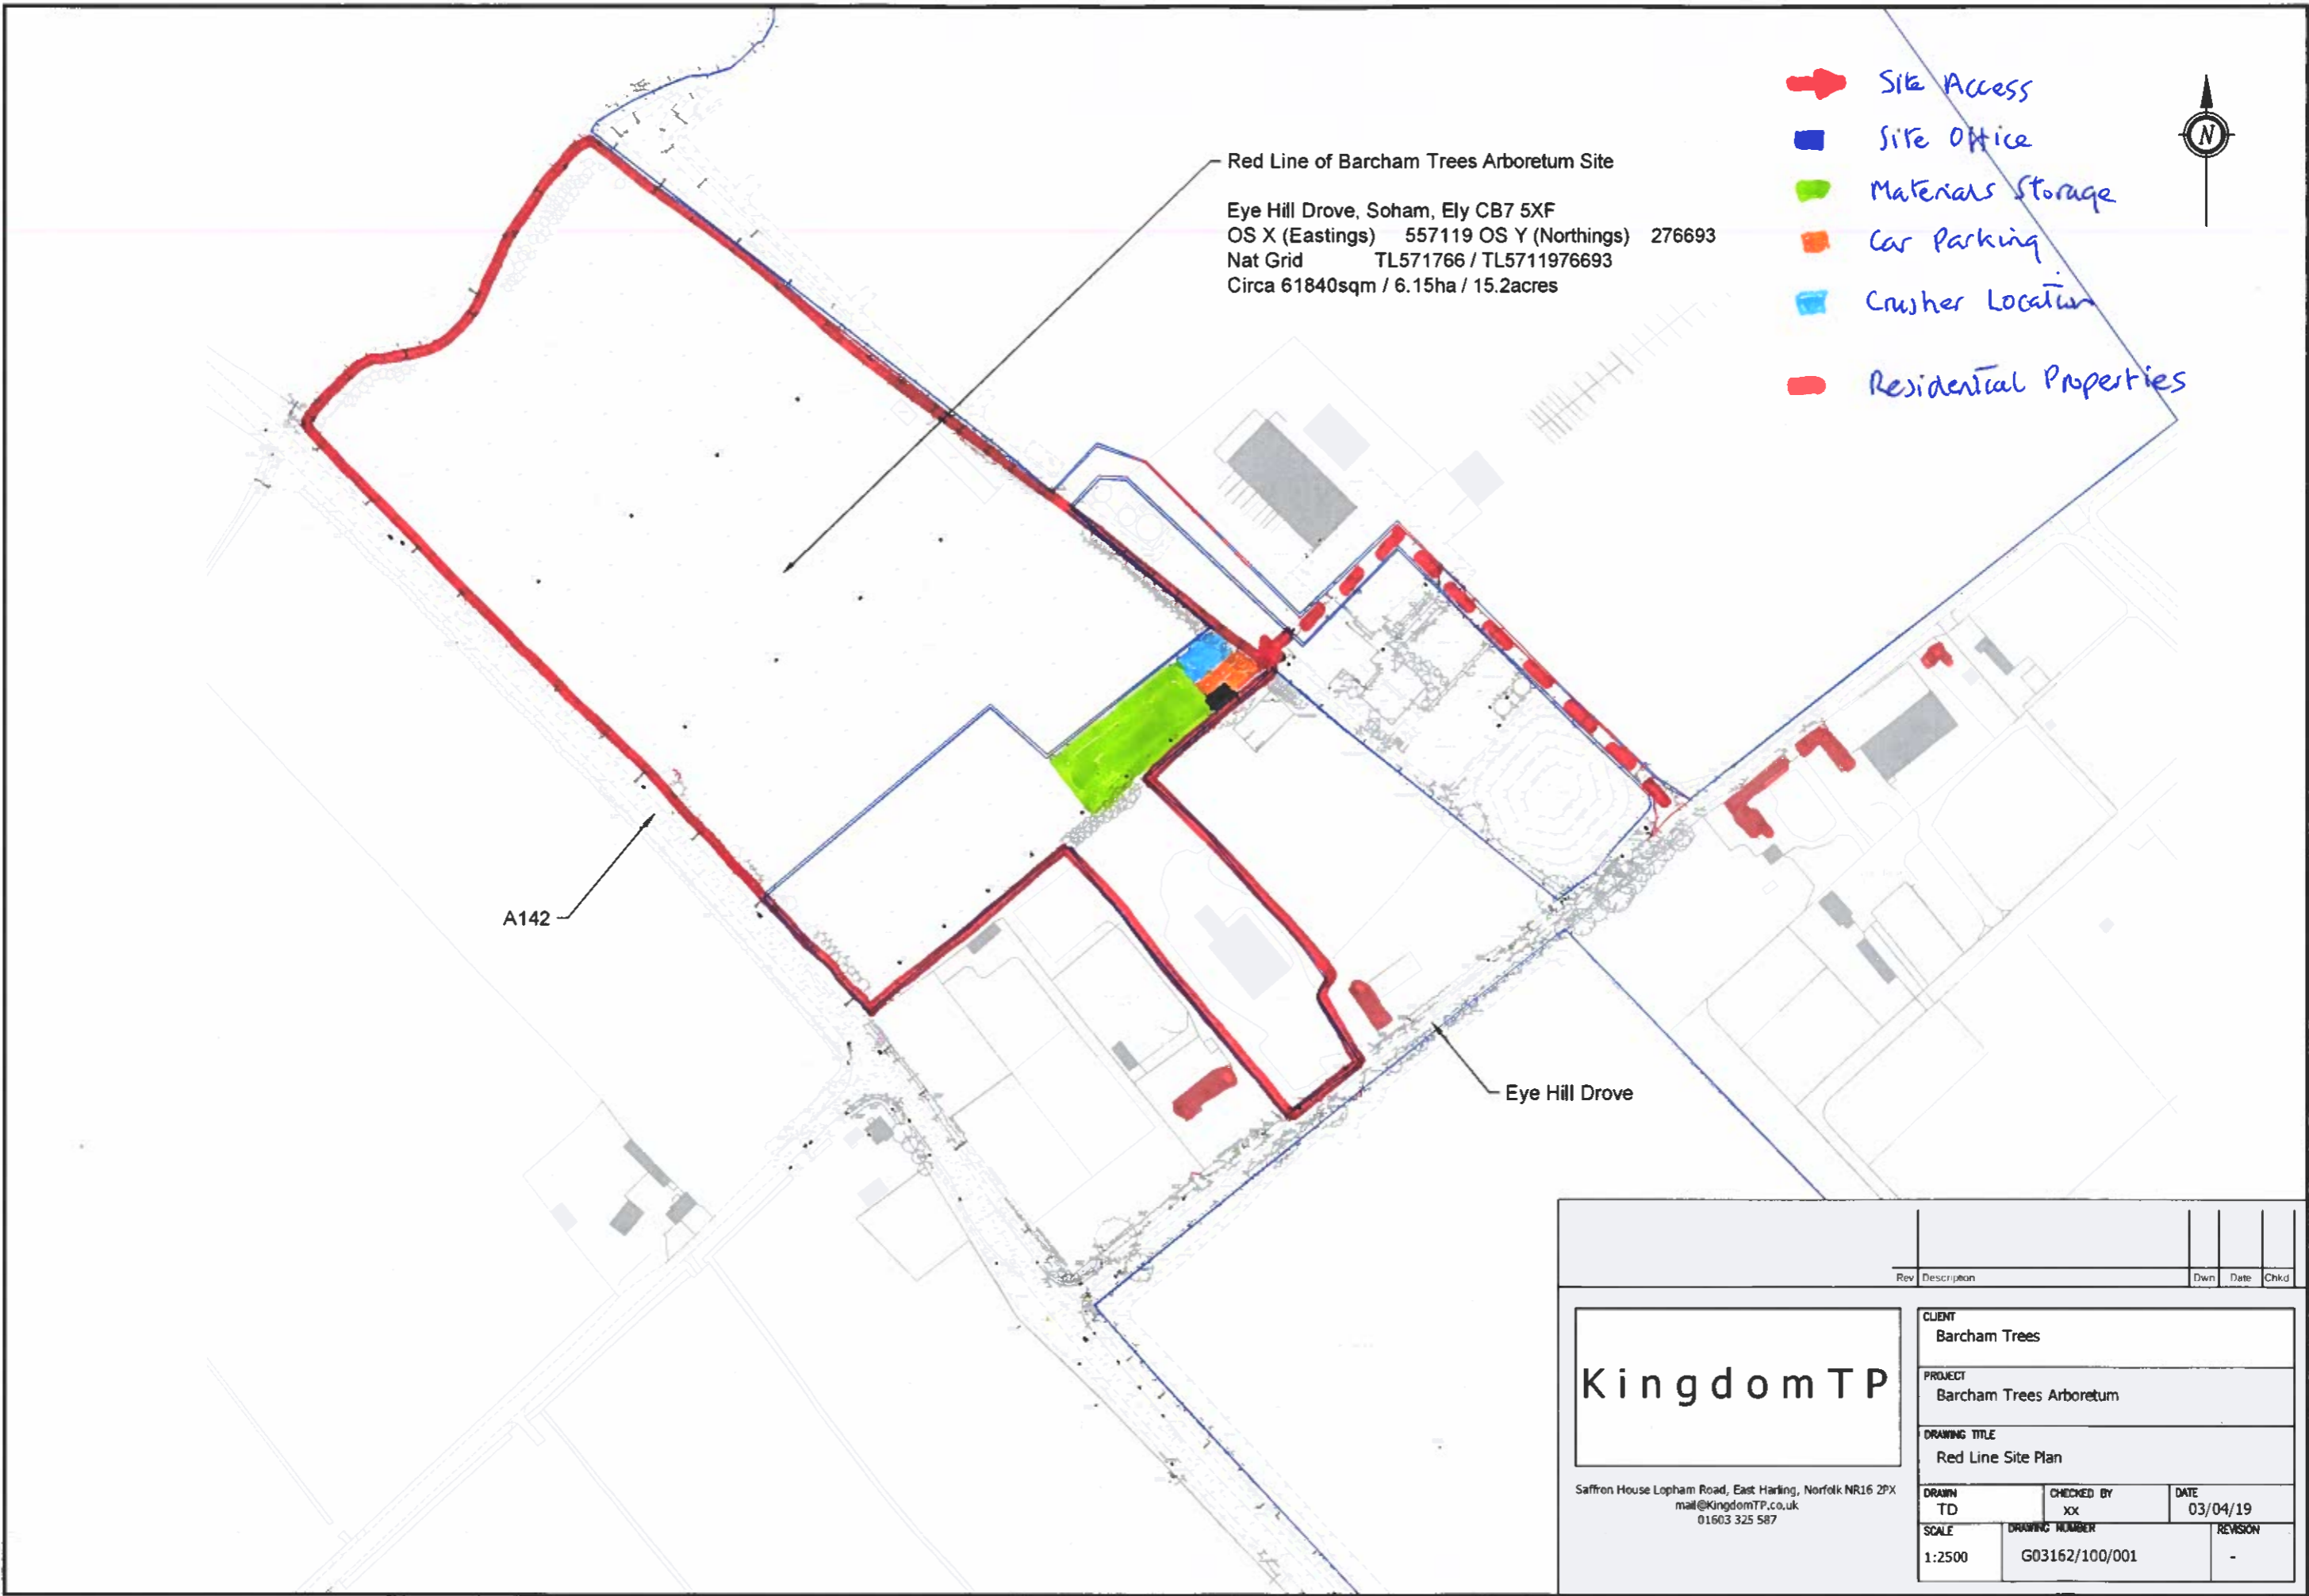 Site Access
Site Office
Materials Storage
Car Parking
Crusher Location
Residential Properties
N
Red Line of Barcham Trees Arboretum Site
Eye Hill Drove, Soham, Ely CB7 5XF
OS X (Eastings) 557119 OS Y (Northings) 276693
Nat Grid TL571766 / TL5711976693
Circa 61840sqm / 6.15ha / 15.2acres
A142
Eye Hill Drove
Rev Description Dwn Date Chkd
KingdomTP
Saffron House Lopham Road, East Harling, Norfolk NR16 2PX
mail@KingdomTP.co.uk
01603 325 587
CLIENT
Barcham Trees
PROJECT
Barcham Trees Arboretum
DRAWING TITLE
Red Line Site Plan
DRAWN CHECKED BY DATE
TD xx 03/04/19
SCALE DRAWING NUMBER REVISION
1:2500 G03162/100/001 -